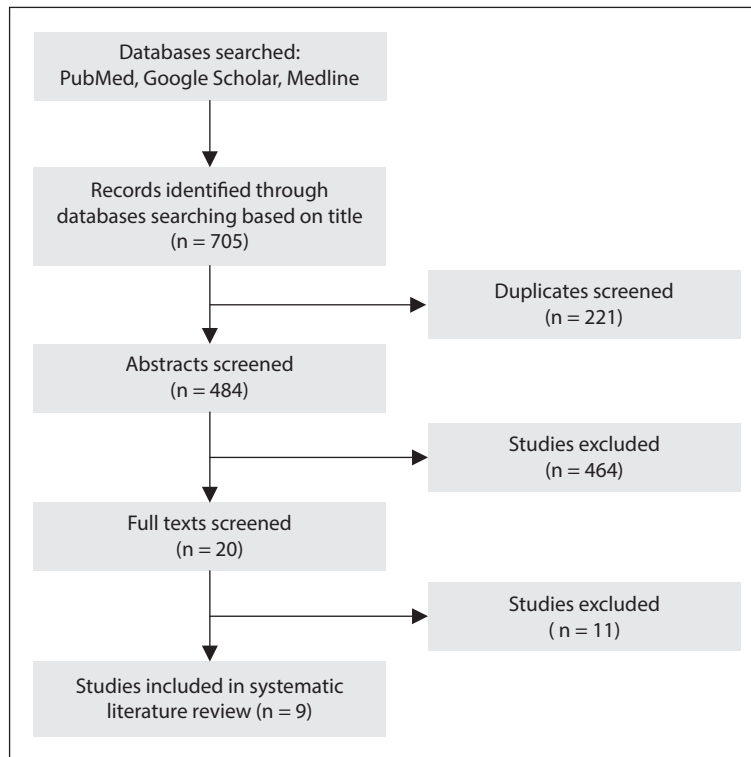 Databases searched:
PubMed, Google Scholar, Medline
Records identified through
databases searching based on title
(n = 705)
Duplicates screened
(n = 221)
Abstracts screened
(n = 484)
Studies excluded
(n = 464)
Full texts screened
(n = 20)
Studies excluded
( n = 11)
Studies included in systematic
literature review (n = 9)